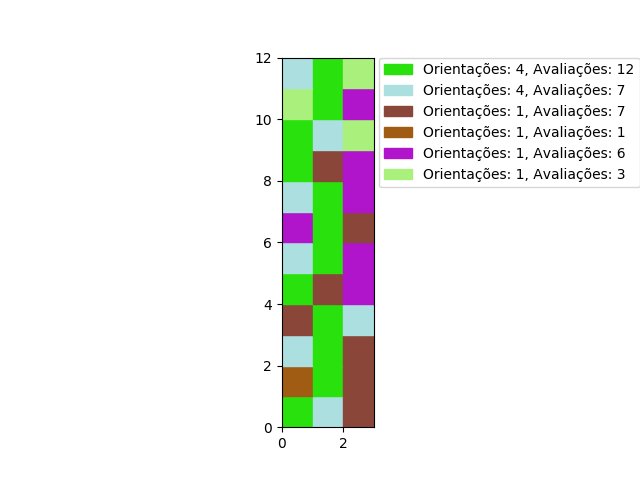 12
10
8
6
4
2
0
0 2
Orientações: 4, Avaliações: 12
Orientações: 4, Avaliações: 7
Orientações: 1, Avaliações: 7
Orientações: 1, Avaliações: 1
Orientações: 1, Avaliações: 6
Orientações: 1, Avaliações: 3